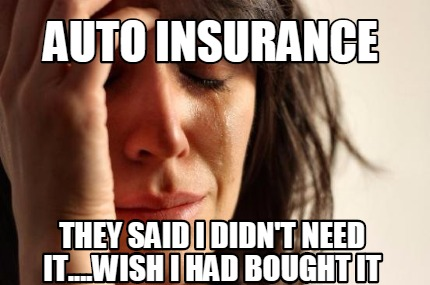 AUTO INSURANCE
THEY SAID I DIDN'T NEED
IT....WISH I HAD BOUGHT IT